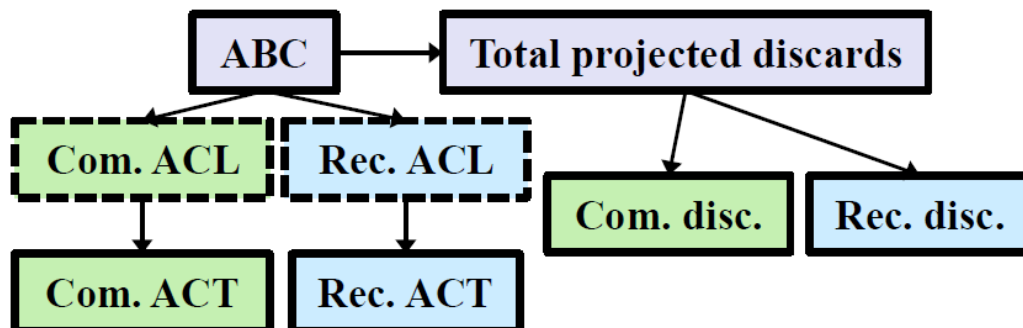 ABC
Total projected discards
Com. ACL
Rec. ACL
Com. disc.
Rec. disc.
Com. ACT
Rec. ACT